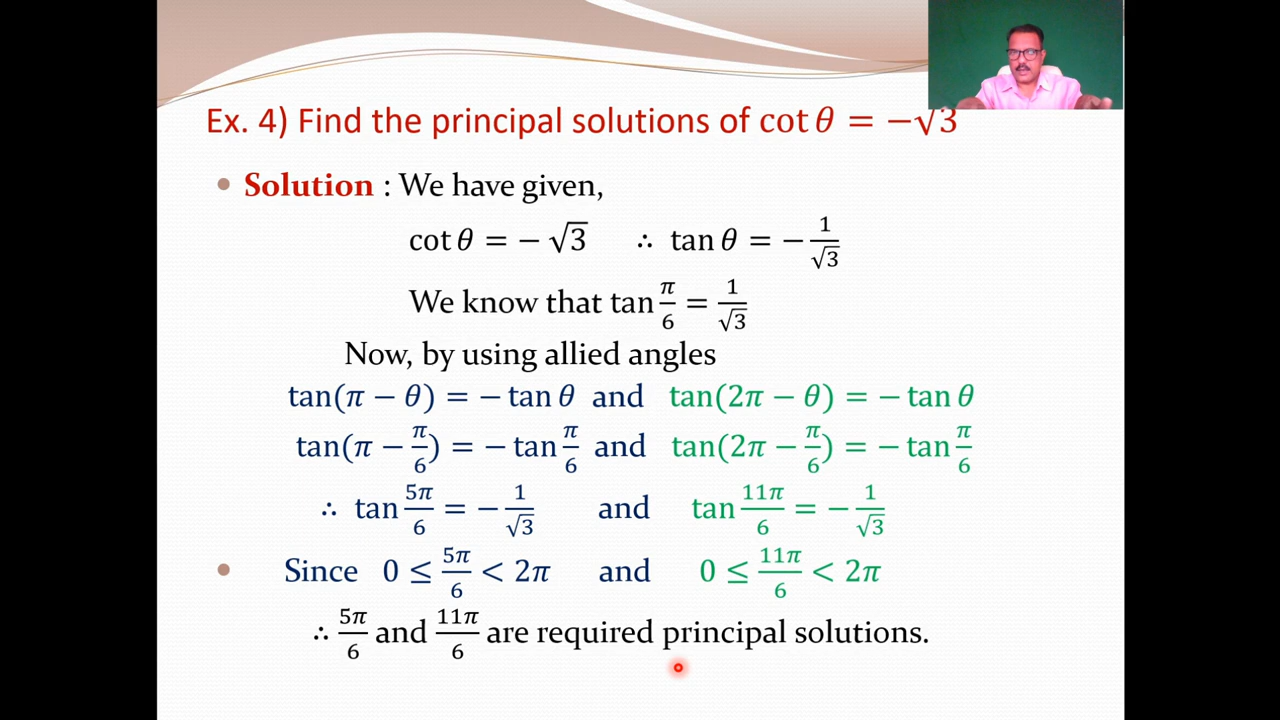 Ex. 4) Find the principal solutions of cot θ = −√3
Solution : We have given,
cot θ = − √3 ∴ tan θ = − 1/√3
We know that tan π/6 = 1/√3
Now, by using allied angles
tan(π − θ) = − tan θ and tan(2π − θ) = − tan θ
tan(π − π/6) = − tan π/6 and tan(2π − π/6) = − tan π/6
∴ tan 5π/6 = − 1/√3 and tan 11π/6 = − 1/√3
Since 0 ≤ 5π/6 < 2π and 0 ≤ 11π/6 < 2π
∴ 5π/6 and 11π/6 are required principal solutions.